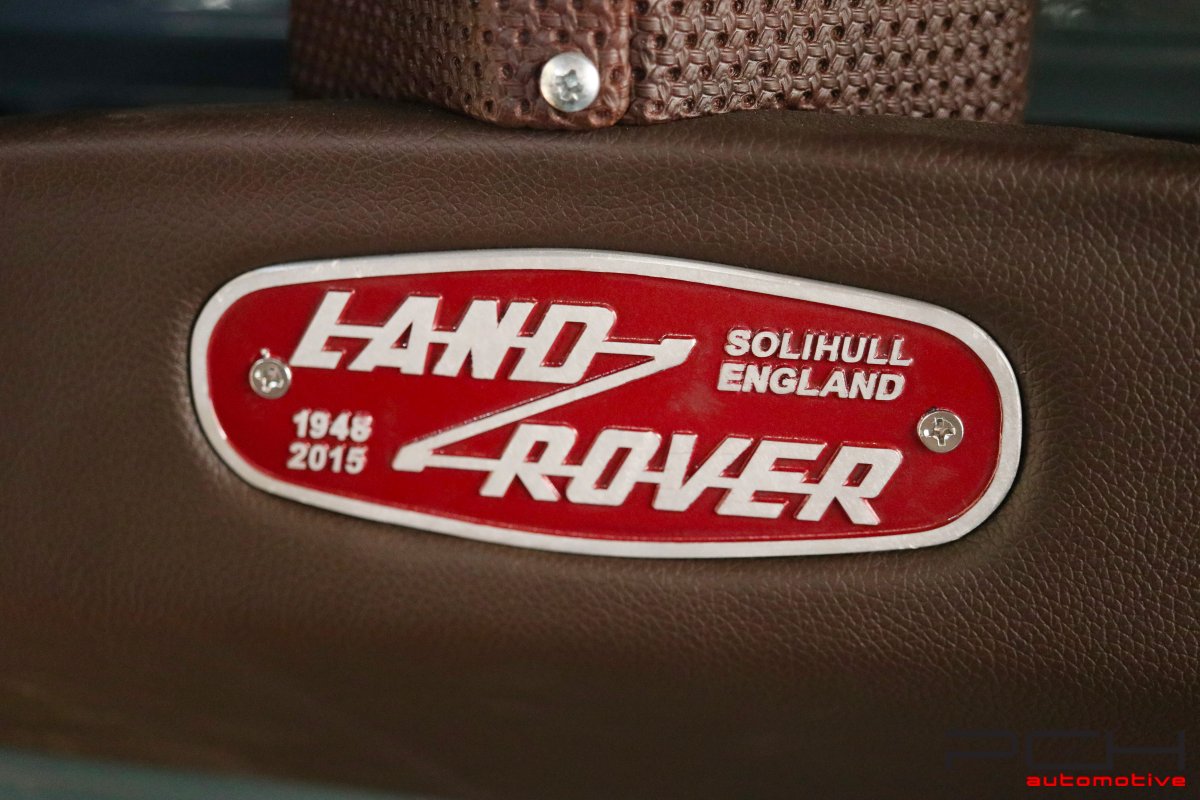 LAND
SOLIHULL
ENGLAND
1948
2015
ROVER
PCH
automotive